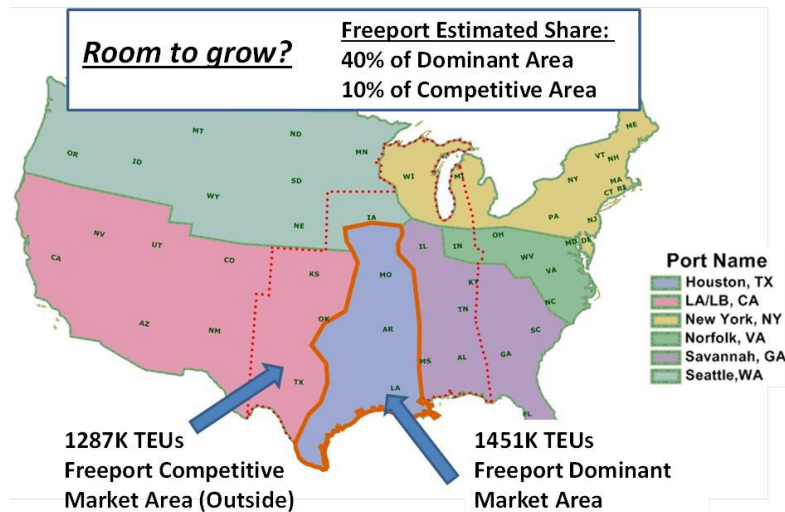 Room to grow?
Freeport Estimated Share:
40% of Dominant Area
10% of Competitive Area
ME
MT
ND
OR
ID
MN
WI
MI
VT
NH
NY
MA
CT RI
WY
SD
NE
IA
PA
NJ
NV
UT
CO
CA
KS
MO
IL
IN
OH
MD
DE
WV
VA
KY
NC
AZ
NM
OK
AR
TN
SC
TX
LA
MS
AL
GA
FL
Port Name
Houston, TX
LA/LB, CA
New York, NY
Norfolk, VA
Savannah, GA
Seattle,WA
1287K TEUs
Freeport Competitive
Market Area (Outside)
1451K TEUs
Freeport Dominant
Market Area